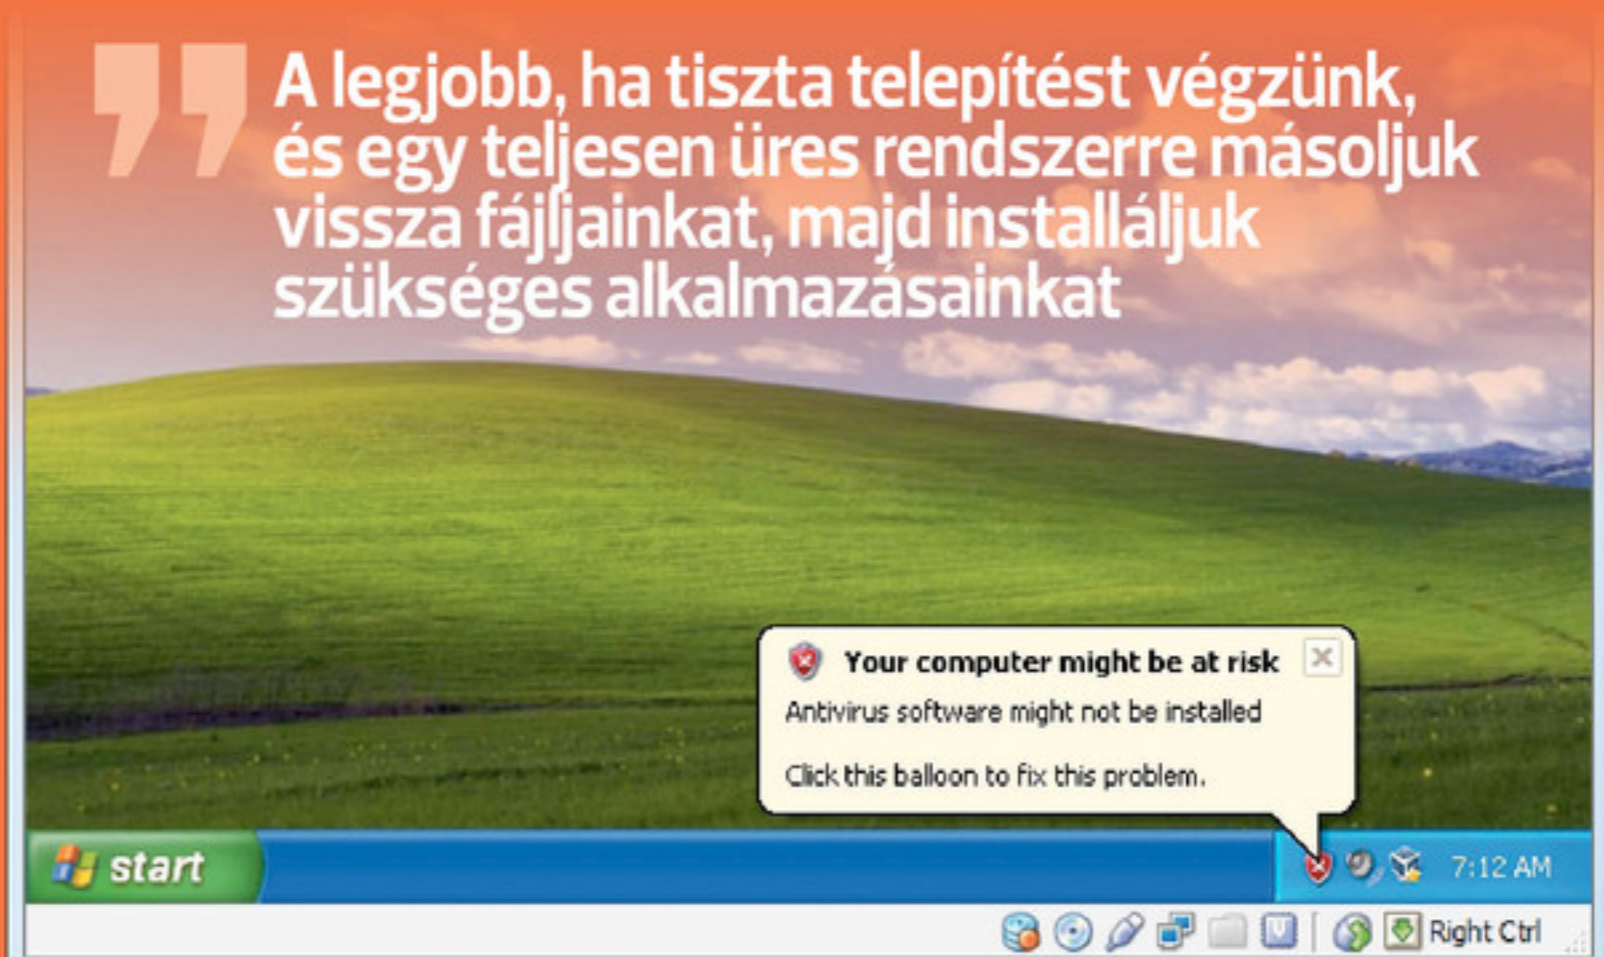 A legjobb, ha tiszta telepítést végzünk,
és egy teljesen üres rendszerre másoljuk
vissza fájljainkat, majd installáljuk
szükséges alkalmazásainkat
Your computer might be at risk
Antivirus software might not be installed
Click this balloon to fix this problem.
start
7:12 AM
Right Ctrl